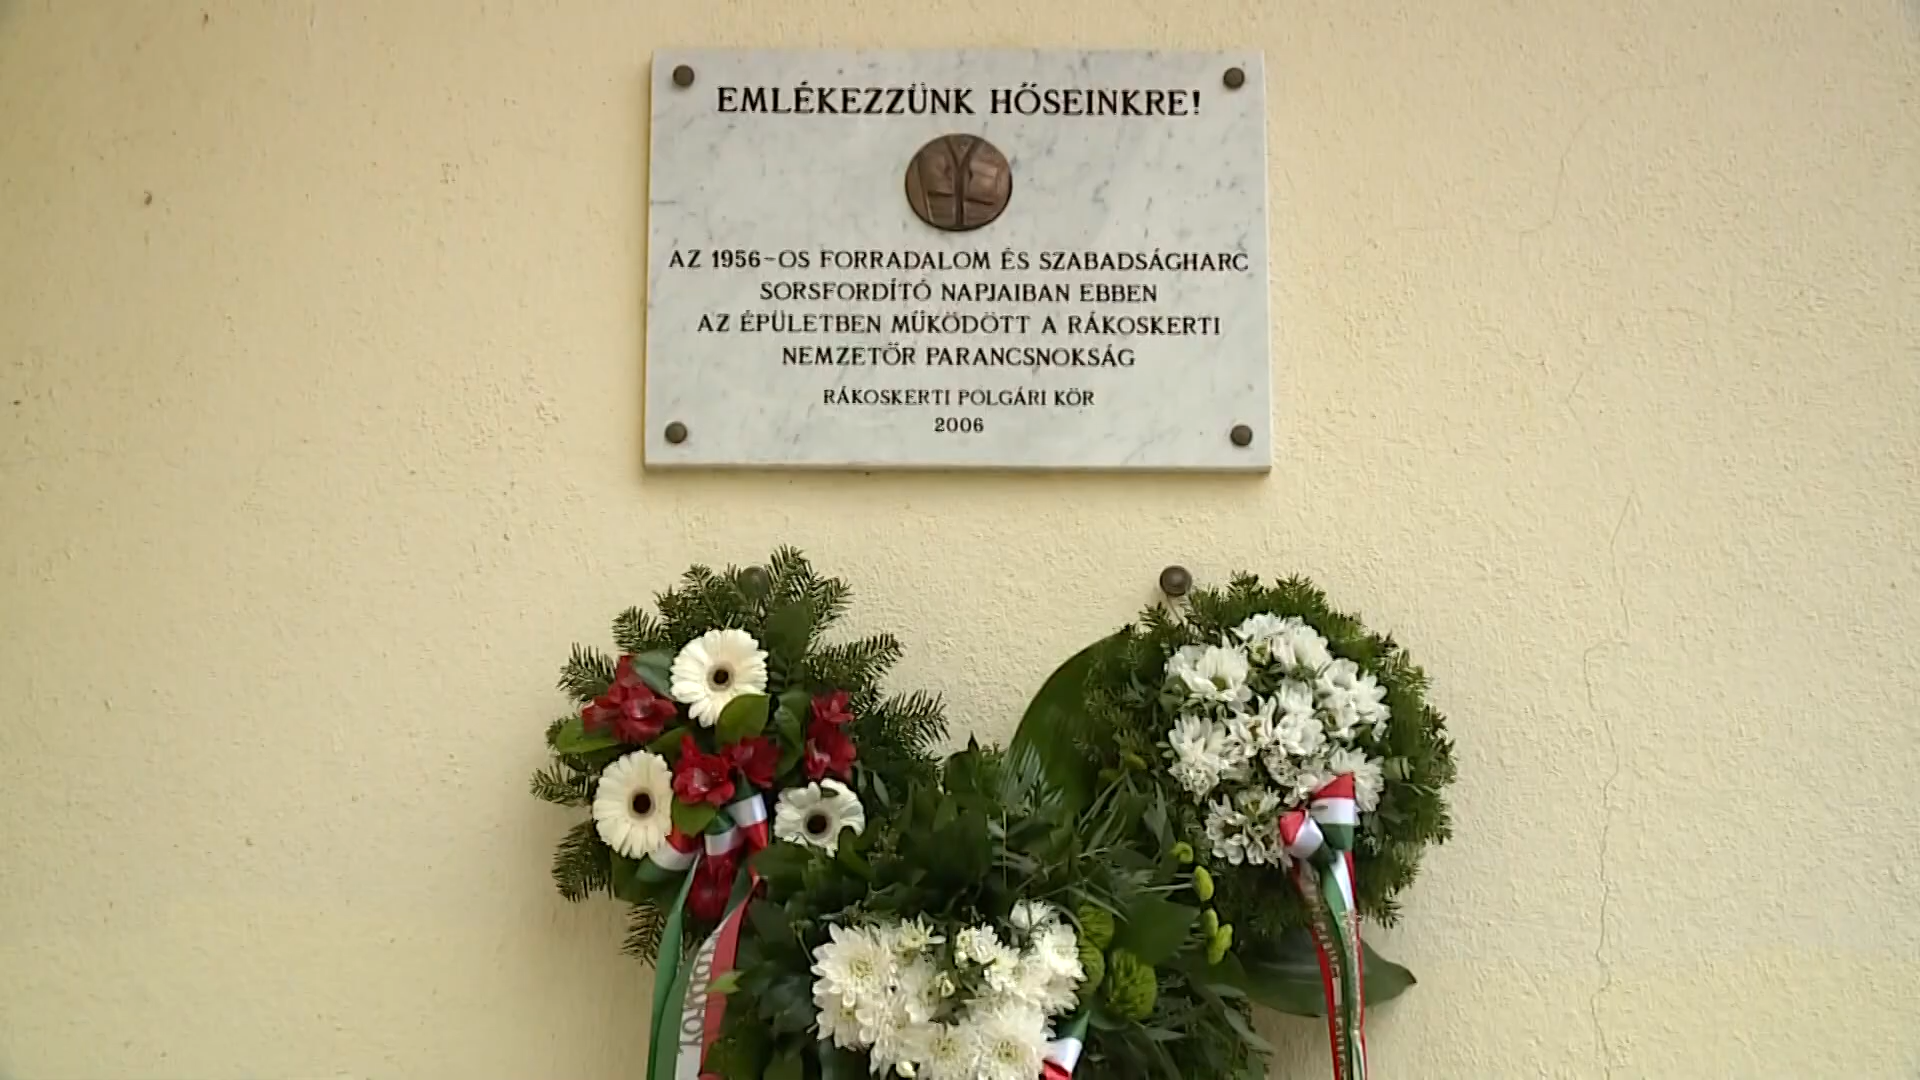 EMLÉKEZZÜNK HŐSEINKRE!
AZ 1956-OS FORRADALOM ÉS SZABADSÁGHARC
SORSFORDÍTÓ NAPJAIBAN EBBEN
AZ ÉPÜLETBEN MŰKÖDÖTT A RÁKOSKERTI
NEMZETŐR PARANCSNOKSÁG
RÁKOSKERTI POLGÁRI KÖR
2006